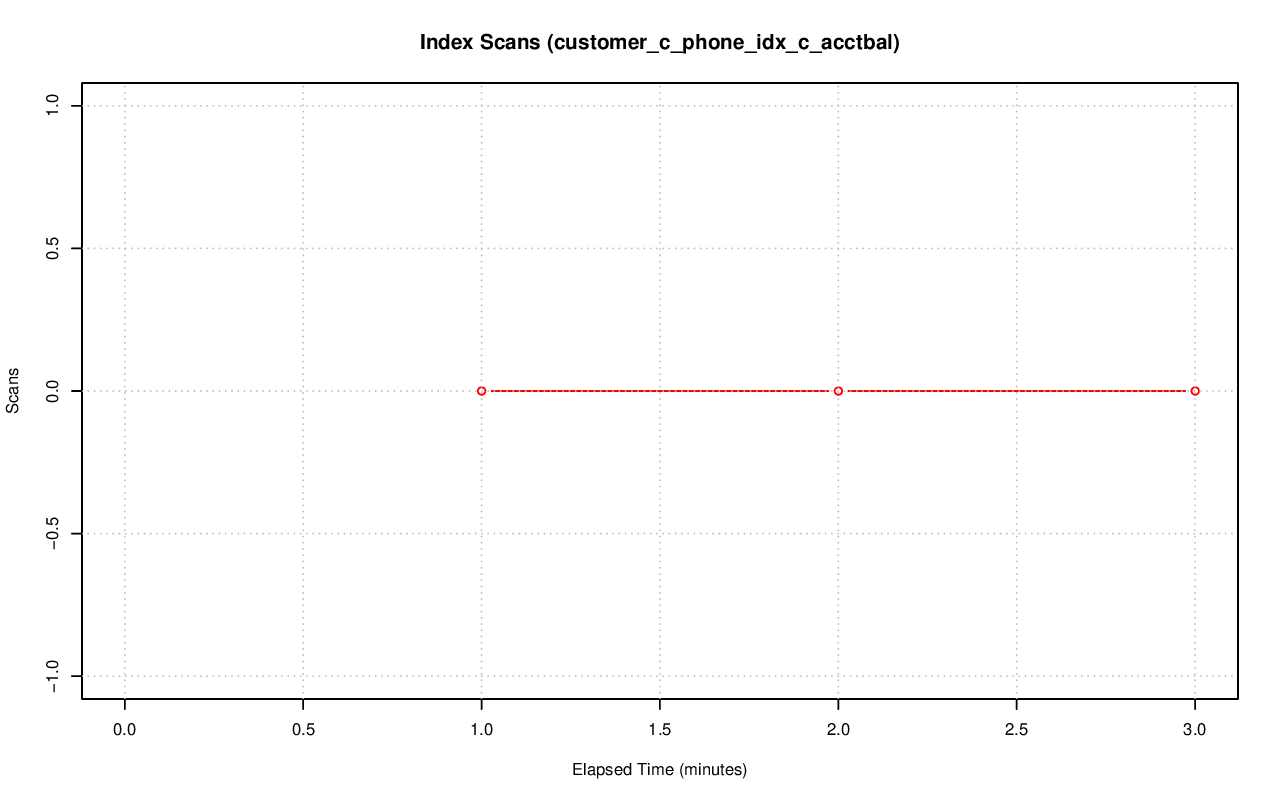 Index Scans (customer_c_phone_idx_c_acctbal)
1.0
0.5
0.0
−0.5
−1.0
Scans
0.0 0.5 1.0 1.5 2.0 2.5 3.0
Elapsed Time (minutes)